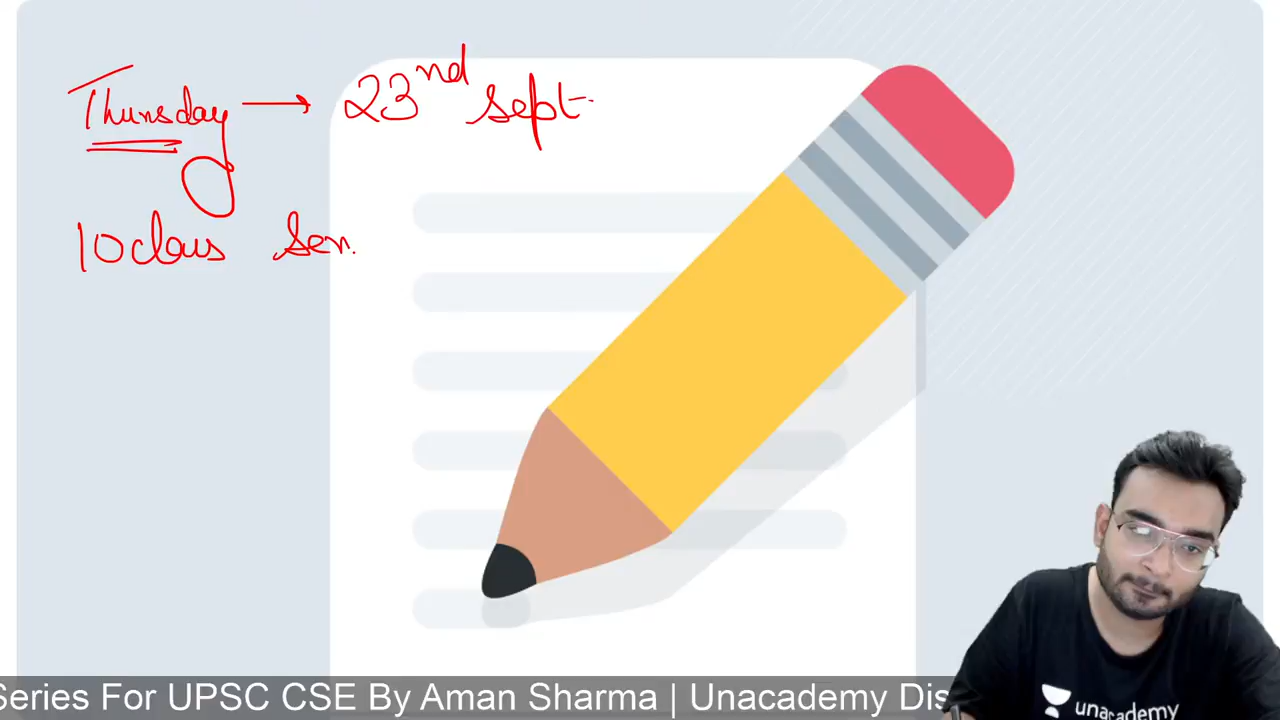 Thursday → 23nd sept.
10 class Ser.
Series For UPSC CSE By Aman Sharma | Unacademy Dis
unacademy